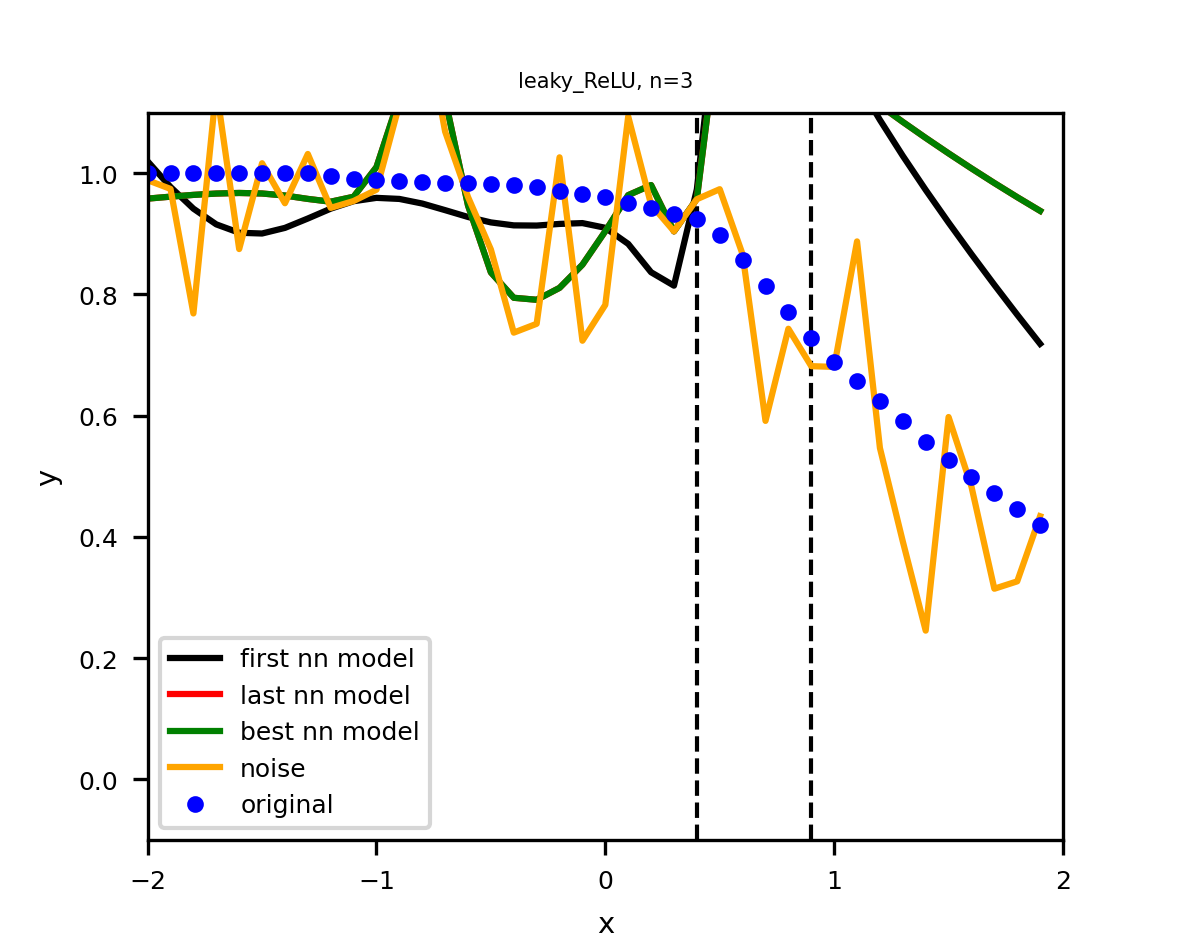 leaky_ReLU, n=3
1.0
0.8
0.6
0.4
0.2
0.0
y
first nn model
last nn model
best nn model
noise
original
−2
−1
0
1
2
x